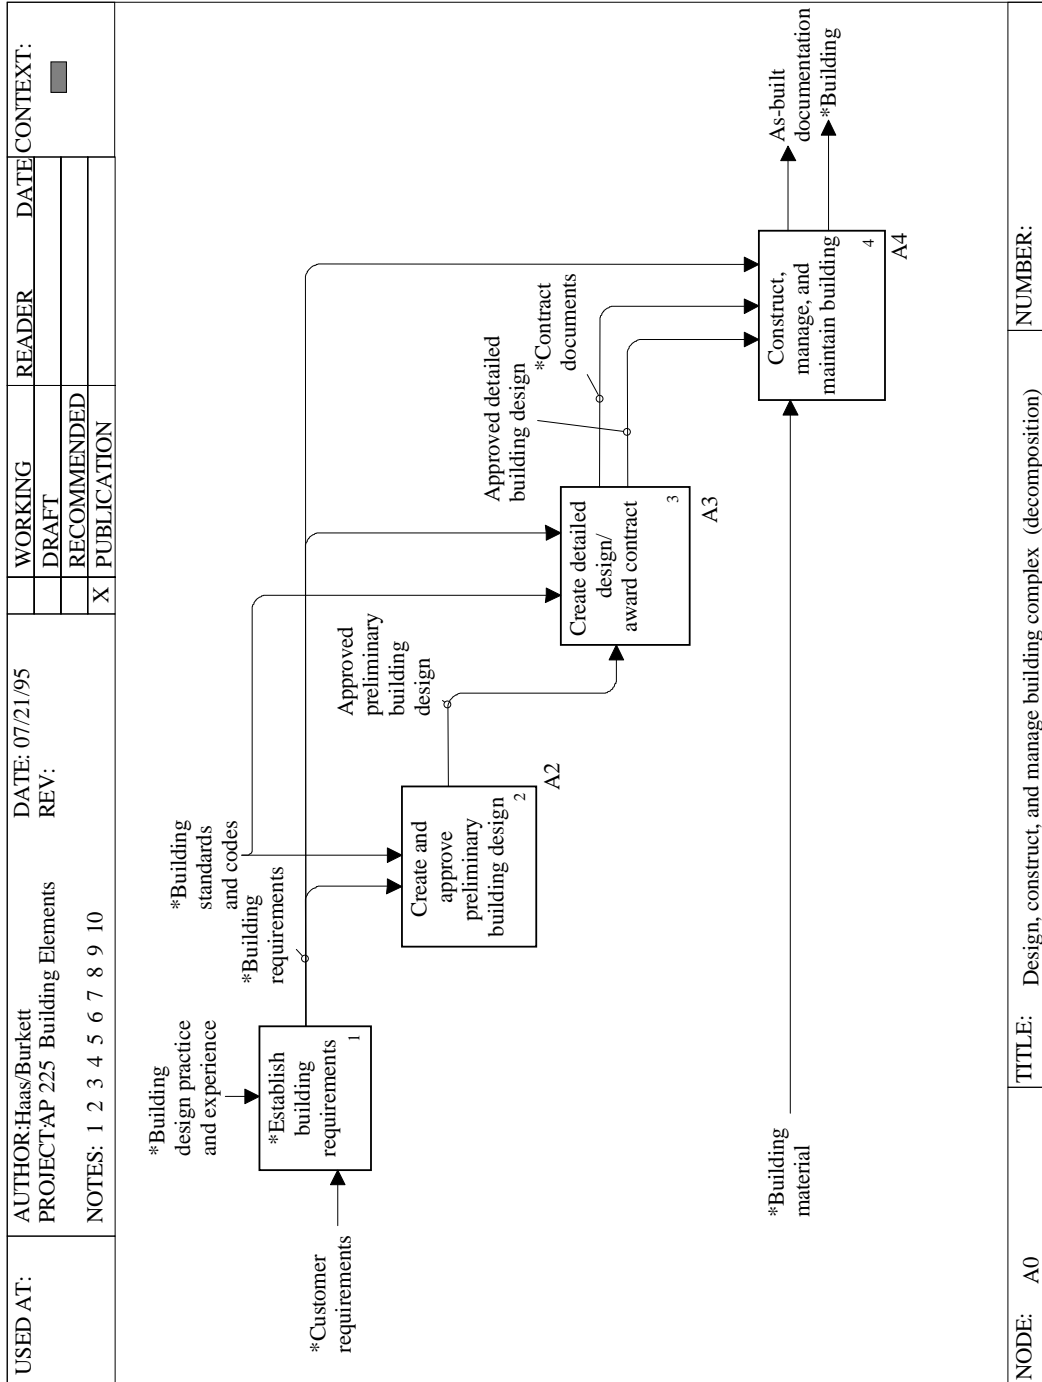 USED AT:
AUTHOR:Haas/Burkett
PROJECT:AP 225  Building Elements
NOTES: 1 2 3 4 5 6 7 8 9 10
DATE: 07/21/95
REV:
WORKING
DRAFT
RECOMMENDED
X
PUBLICATION
READER
DATE
CONTEXT:
*Customer
requirements
*Building
design practice
and experience
*Establish
building
requirements
1
*Building
requirements
*Building
standards
and codes
Create and
approve
preliminary
building design
2
A2
Approved
preliminary
building
design
Create detailed
design/
award contract
3
A3
Approved detailed
building design
*Contract
documents
*Building
material
Construct,
manage, and
maintain building
4
A4
As-built
documentation
*Building
NODE:
A0
TITLE:
Design, construct, and manage building complex  (decomposition)
NUMBER: